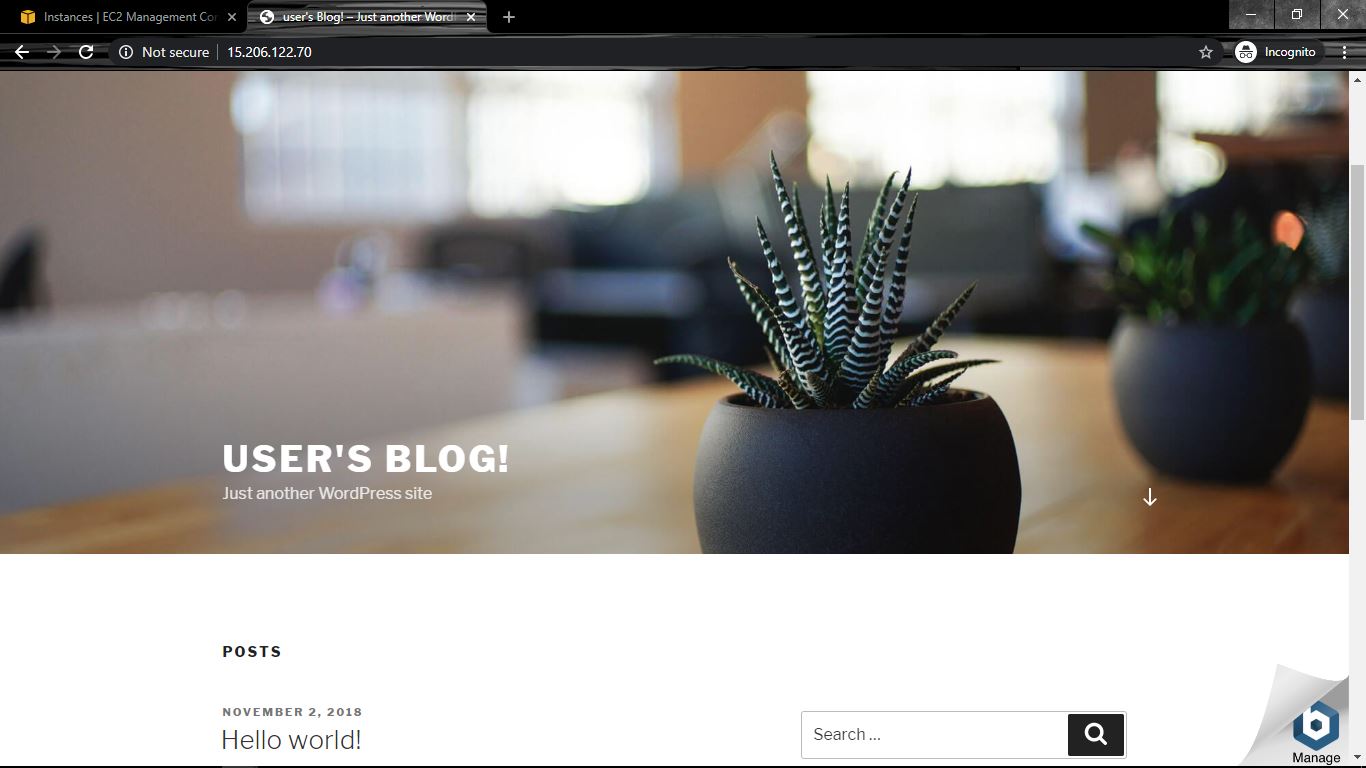 Instances | EC2 Management Cor
user's Blog! – Just another Word
Not secure
15.206.122.70
Incognito
USER'S BLOG!
Just another WordPress site
POSTS
NOVEMBER 2, 2018
Hello world!
Search ...
Manage